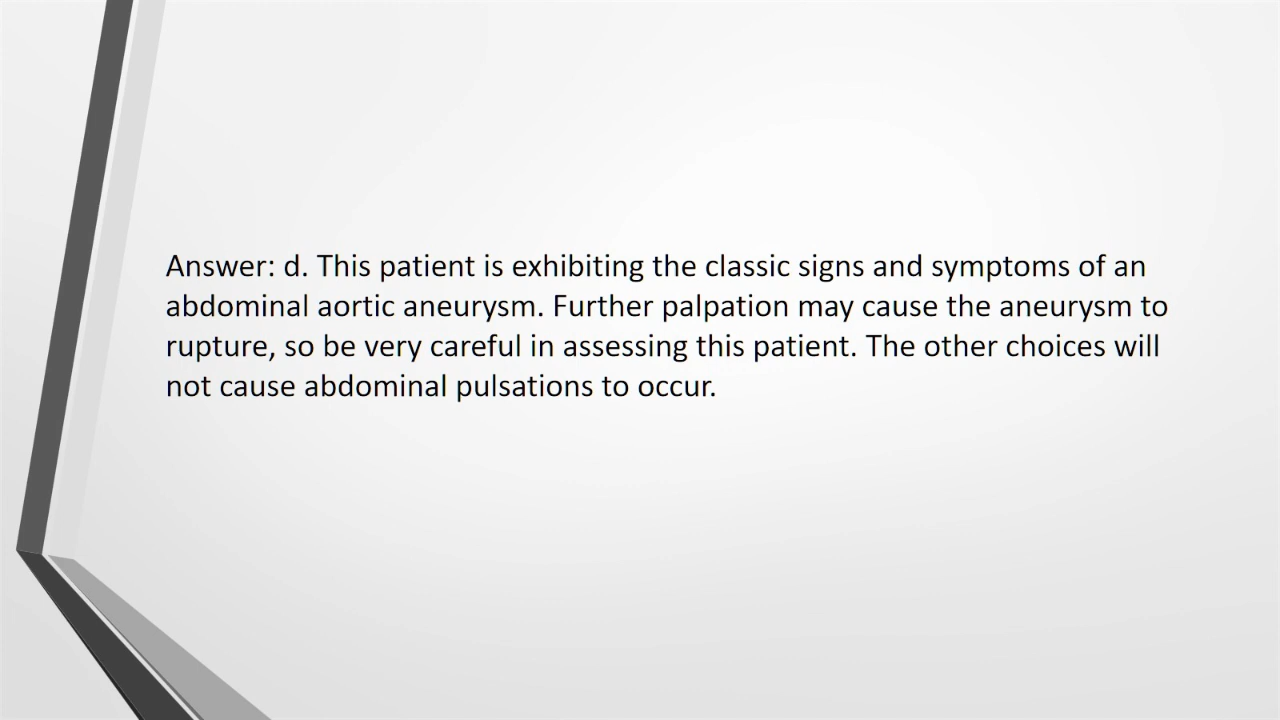 Answer: d. This patient is exhibiting the classic signs and symptoms of an
abdominal aortic aneurysm. Further palpation may cause the aneurysm to
rupture, so be very careful in assessing this patient. The other choices will
not cause abdominal pulsations to occur.